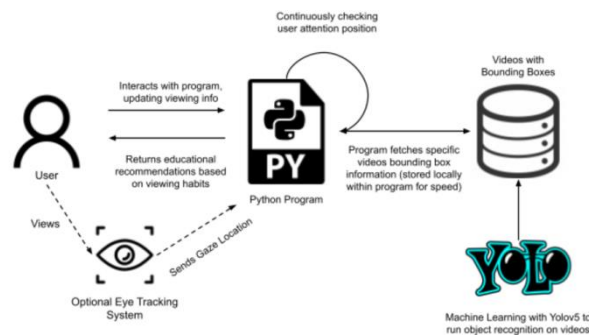 Continuously checking
user attention position
Interacts with program,
updating viewing info
Videos with
Bounding Boxes
PY
Returns educational
recommendations based
on viewing habits
Program fetches specific
videos bounding box
information (stored locally
within program for speed)
User
Python Program
Views
Sends Gaze Location
YOLO
Optional Eye Tracking
System
Machine Learning with Yolov5 to
run object recognition on videos